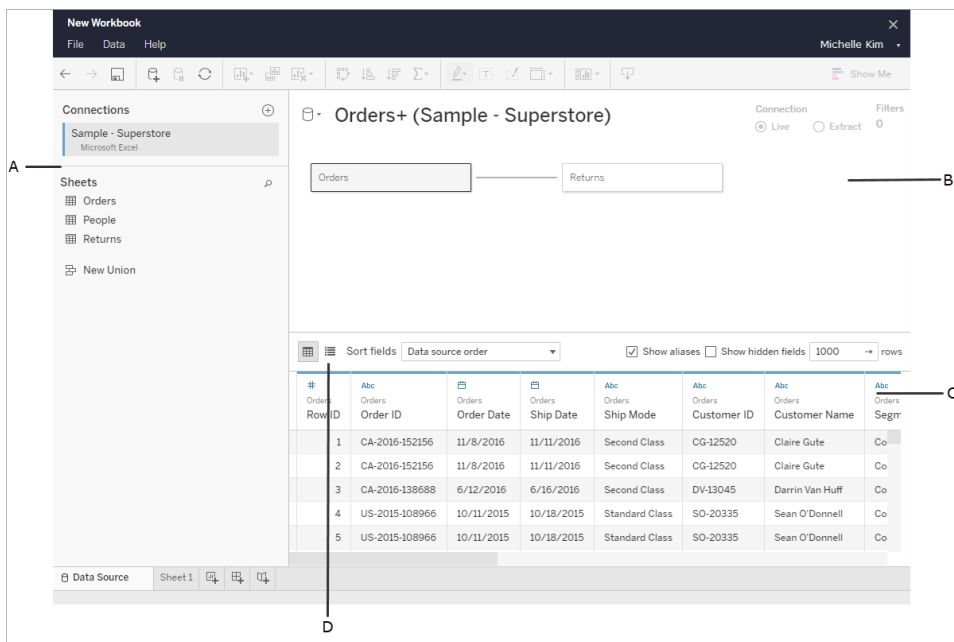 New Workbook
File Data Help
Michelle Kim
Show Me
Connections
Sample - Superstore
Microsoft Excel
A
Sheets
Orders
People
Returns
New Union
Orders+ (Sample - Superstore)
Connection
Live Extract
Filters
0
Orders
Returns
B
Sort fields Data source order
Show aliases Show hidden fields 1000 → rows
# Abc Abc Abc Abc Abc
Orders Orders Orders Orders Orders Orders Orders Orders
Row ID Order ID Order Date Ship Date Ship Mode Customer ID Customer Name Segm
C
1 CA-2016-152156 11/8/2016 11/11/2016 Second Class CG-12520 Claire Gute Co
2 CA-2016-152156 11/8/2016 11/11/2016 Second Class CG-12520 Claire Gute Co
3 CA-2016-138688 6/12/2016 6/16/2016 Second Class DV-13045 Darrin Van Huff Co
4 US-2015-108966 10/11/2015 10/18/2015 Standard Class SO-20335 Sean O'Donnell Co
5 US-2015-108966 10/11/2015 10/18/2015 Standard Class SO-20335 Sean O'Donnell Co
Data Source Sheet 1
D